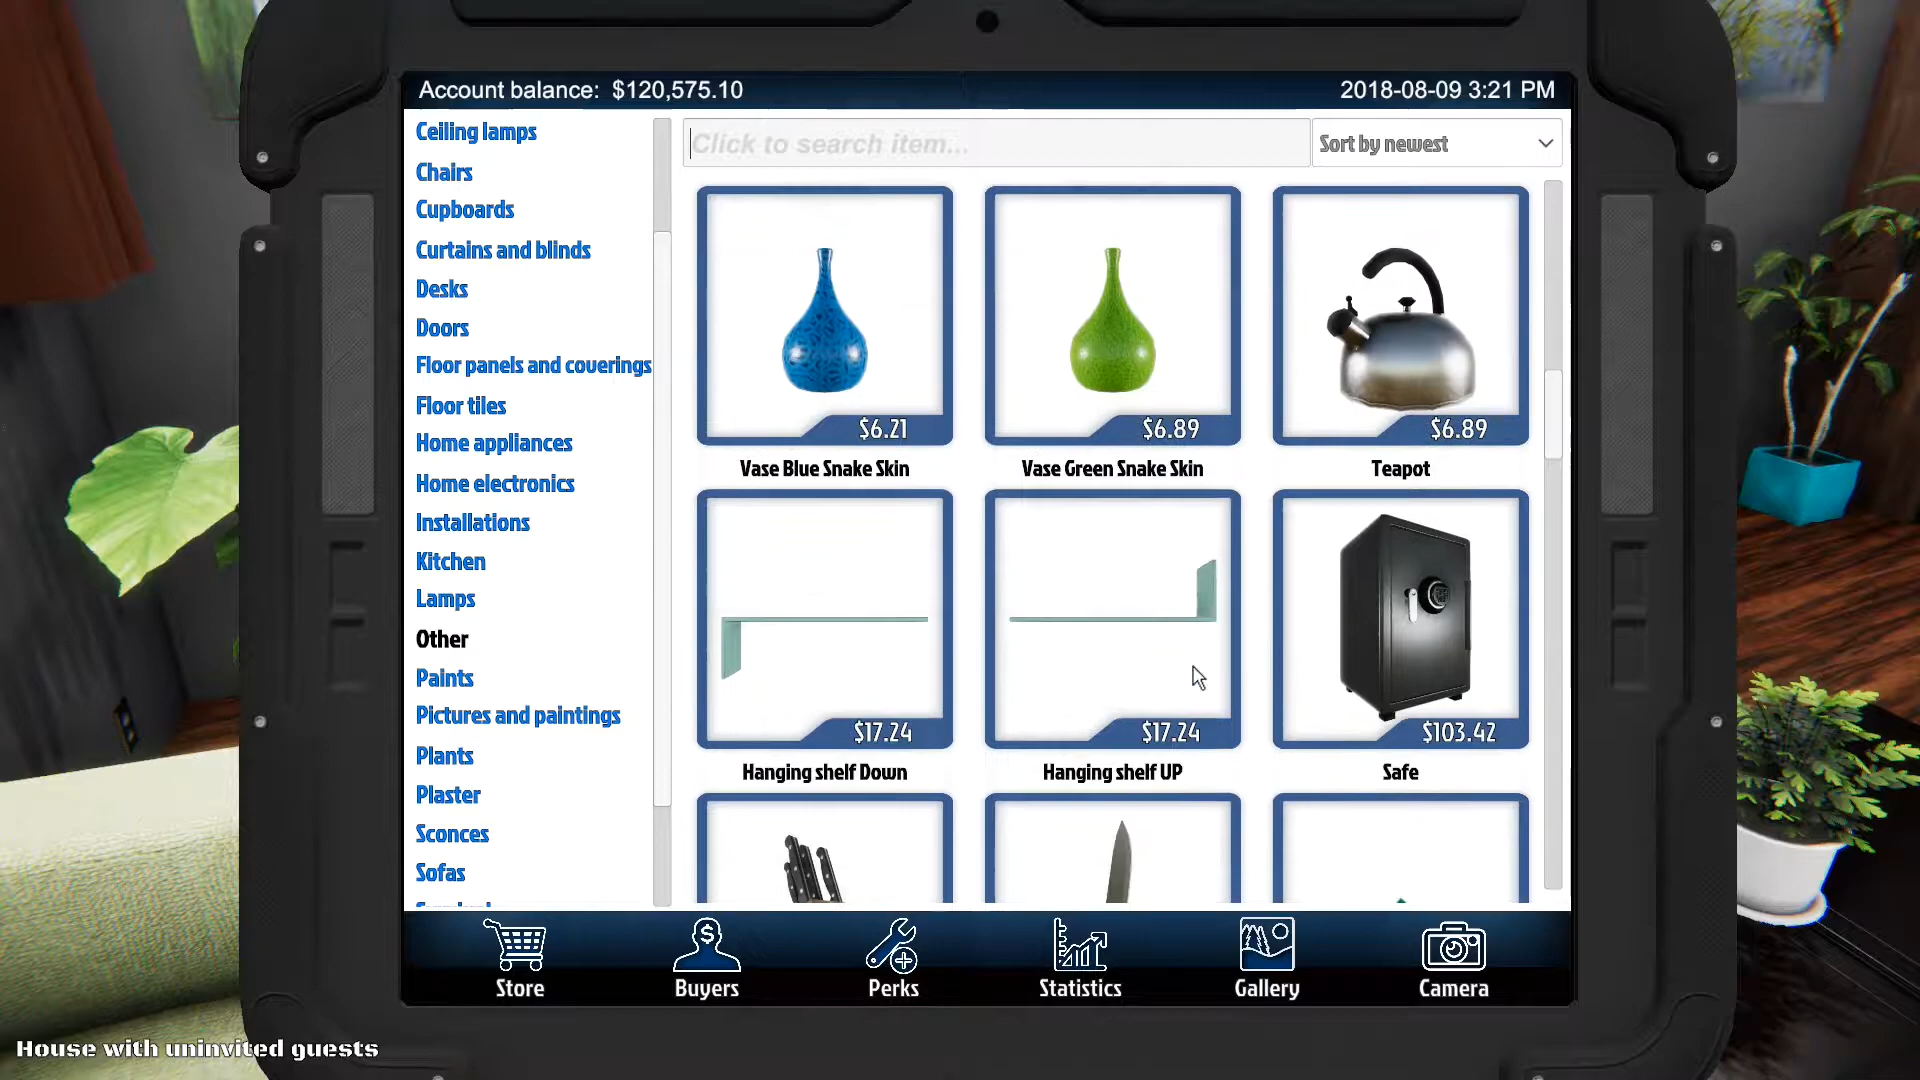 Account balance: $120,575.10
2018-08-09 3:21 PM
Click to search item...
Sort by newest
Ceiling lamps
Chairs
Cupboards
Curtains and blinds
Desks
Doors
Floor panels and coverings
Floor tiles
Home appliances
Home electronics
Installations
Kitchen
Lamps
Other
Paints
Pictures and paintings
Plants
Plaster
Sconces
Sofas
$6.21
$6.89
$6.89
Vase Blue Snake Skin
Vase Green Snake Skin
Teapot
$17.24
$17.24
$103.42
Hanging shelf Down
Hanging shelf UP
Safe
Store
Buyers
Perks
Statistics
Gallery
Camera
House with uninvited guests